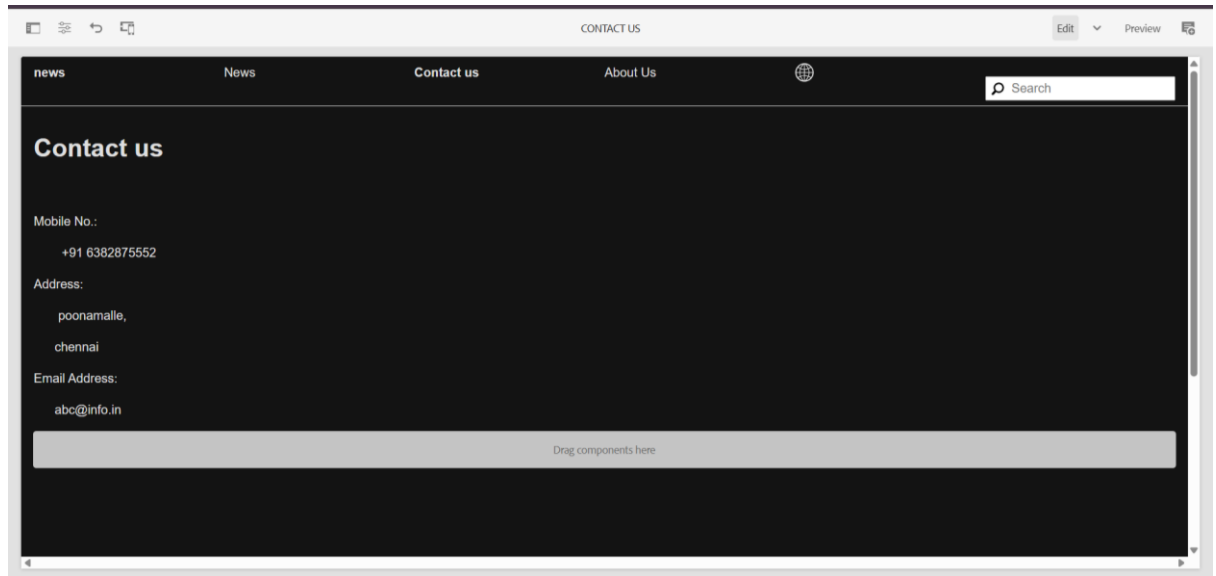 CONTACT US
Edit
Preview
news
News
Contact us
About Us
Search
Contact us
Mobile No.:
+91 6382875552
Address:
poonamalle,
chennai
Email Address:
abc@info.in
Drag components here